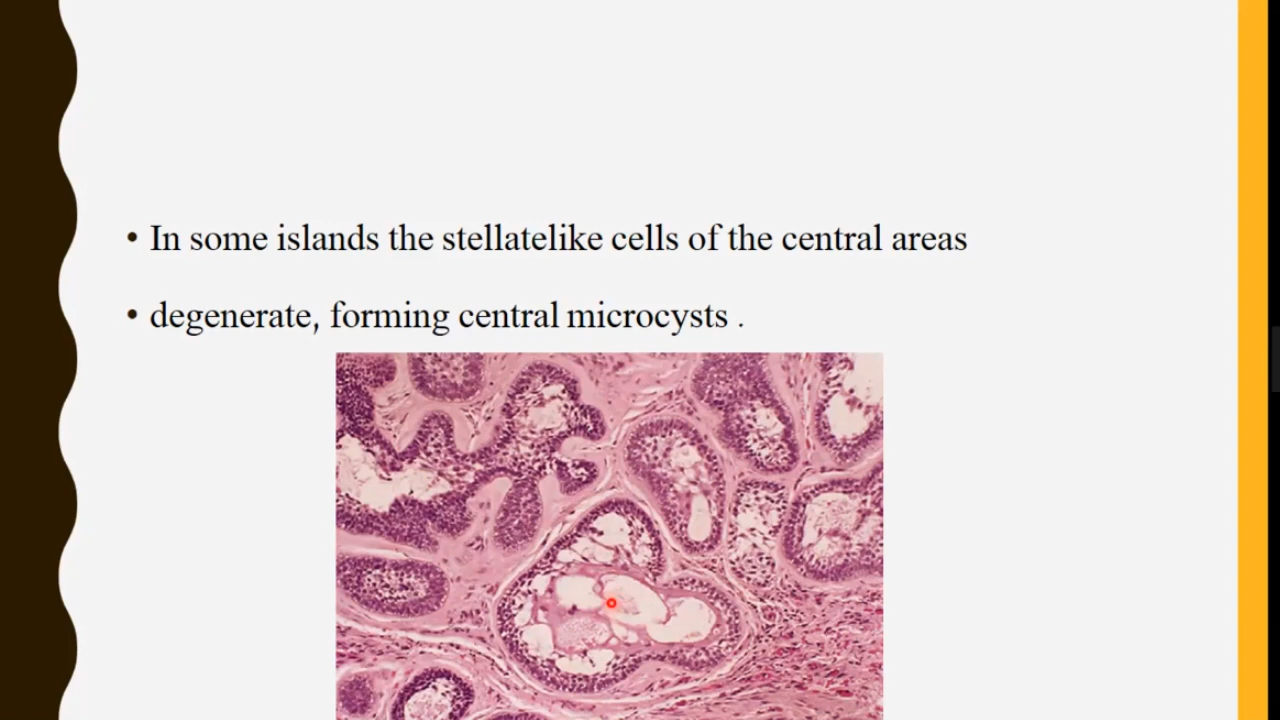 • In some islands the stellatelike cells of the central areas
• degenerate, forming central microcysts .